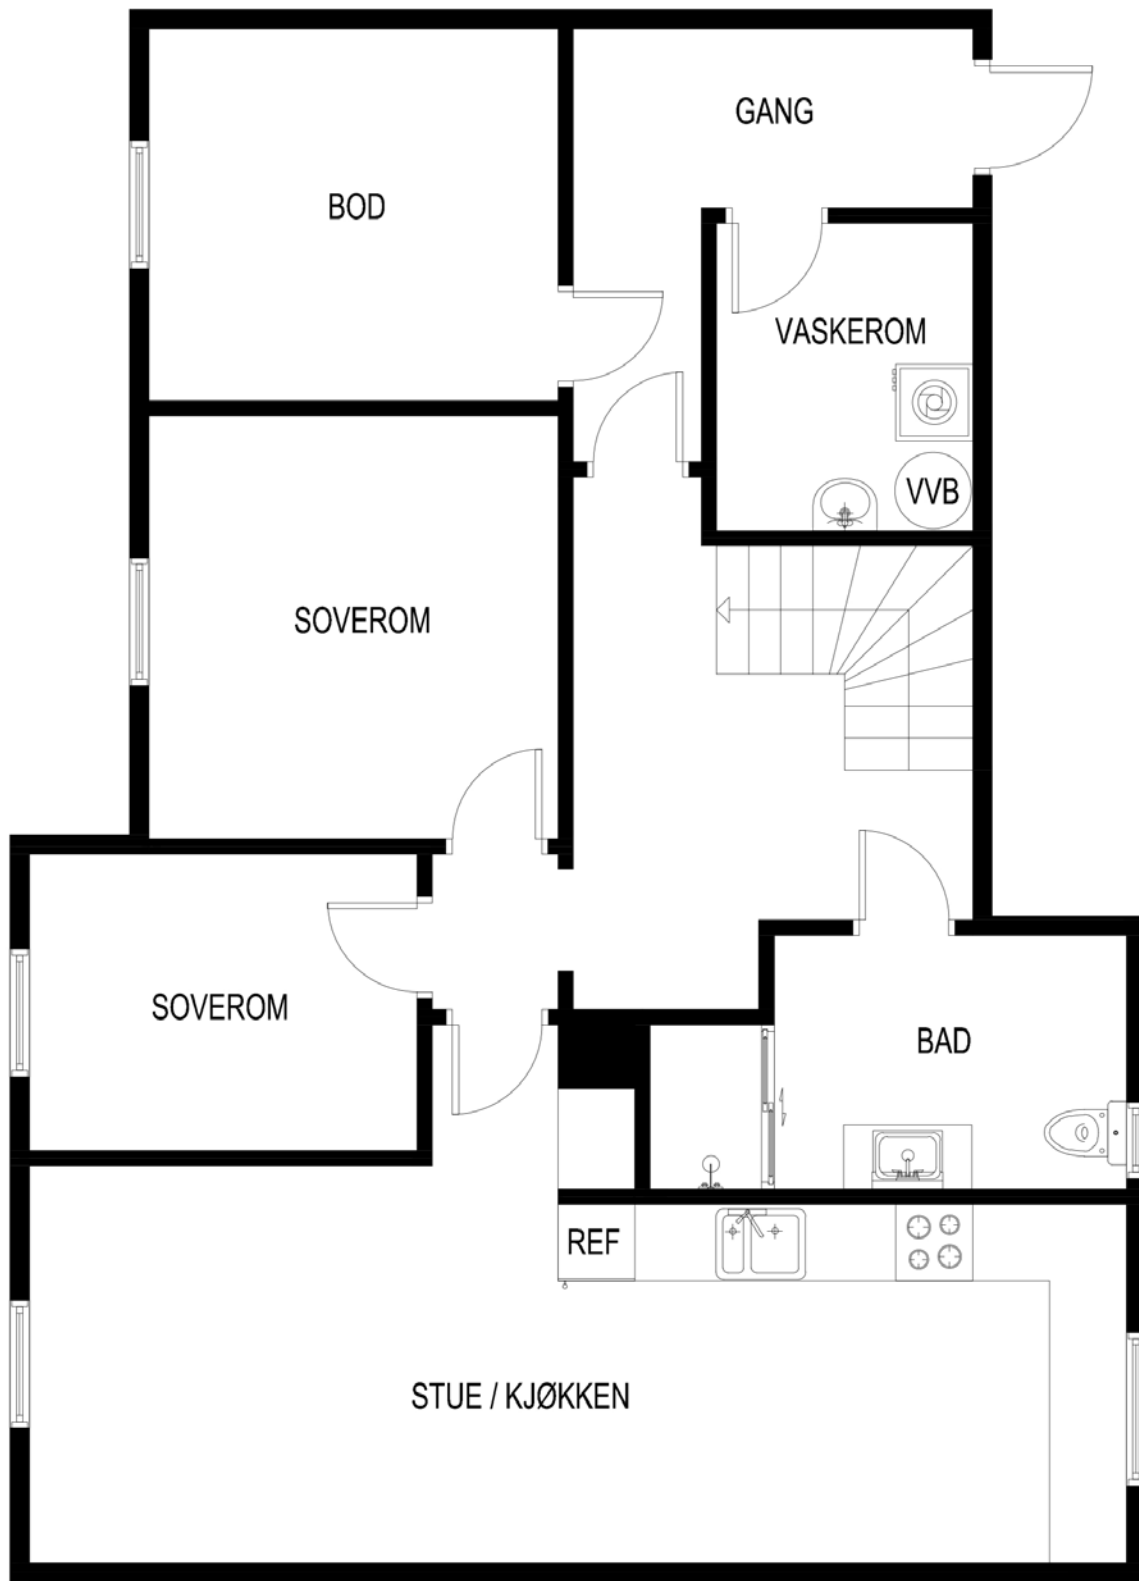 GANG
BOD
VASKEROM
VVB
SOVEROM
SOVEROM
BAD
REF
STUE / KJØKKEN